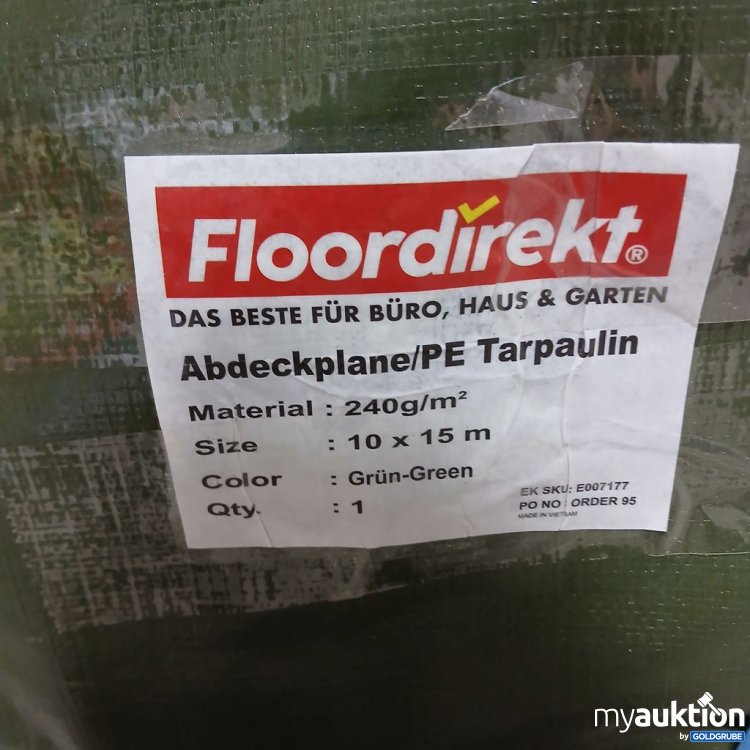 Floordirekt®
DAS BESTE FÜR BÜRO, HAUS & GARTEN
Abdeckplane/PE Tarpaulin
Material : 240g/m²
Size : 10 x 15 m
Color : Grün-Green
Qty. : 1
EK SKU: E007177
PO NO : ORDER 95
MADE IN VIETNAM
myauktion
by GOLDGRUBE